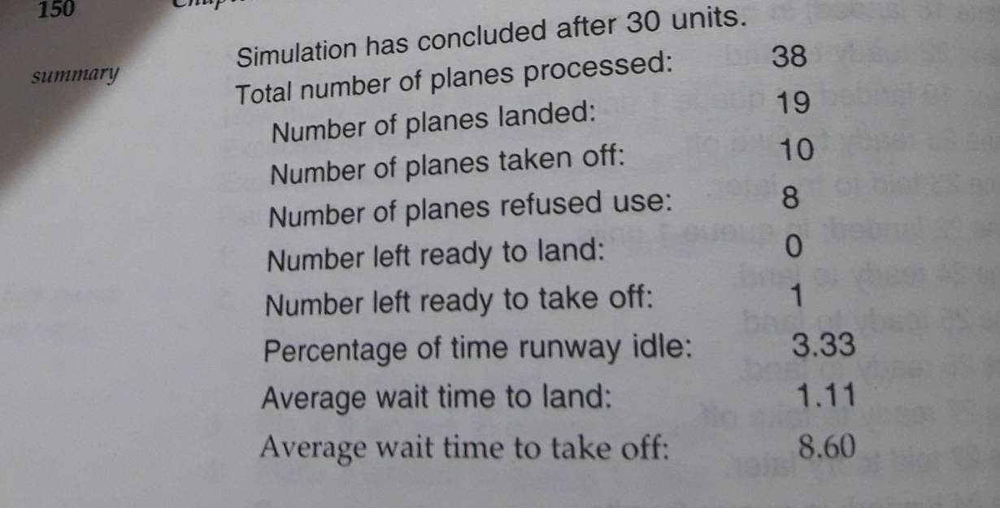 150
summary
Simulation has concluded after 30 units.
Total number of planes processed: 38
Number of planes landed: 19
Number of planes taken off: 10
Number of planes refused use: 8
Number left ready to land: 0
Number left ready to take off: 1
Percentage of time runway idle: 3.33
Average wait time to land: 1.11
Average wait time to take off: 8.60